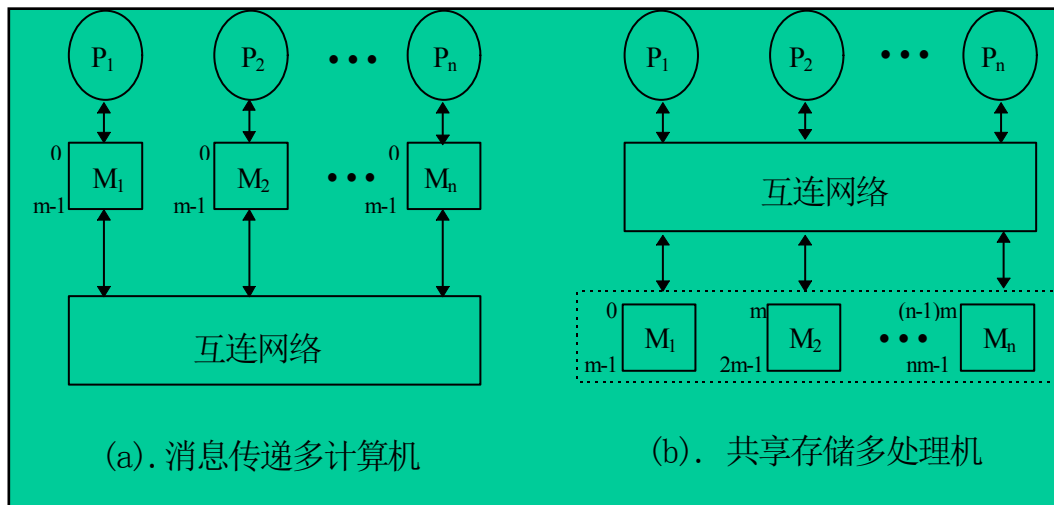 P1 P2 ••• Pn
0 0 0
M1 M2 ••• Mn
m-1 m-1 m-1
互连网络
(a). 消息传递多计算机
P1 P2 ••• Pn
互连网络
0 m (n-1)m
M1 M2 ••• Mn
m-1 2m-1 nm-1
(b). 共享存储多处理机